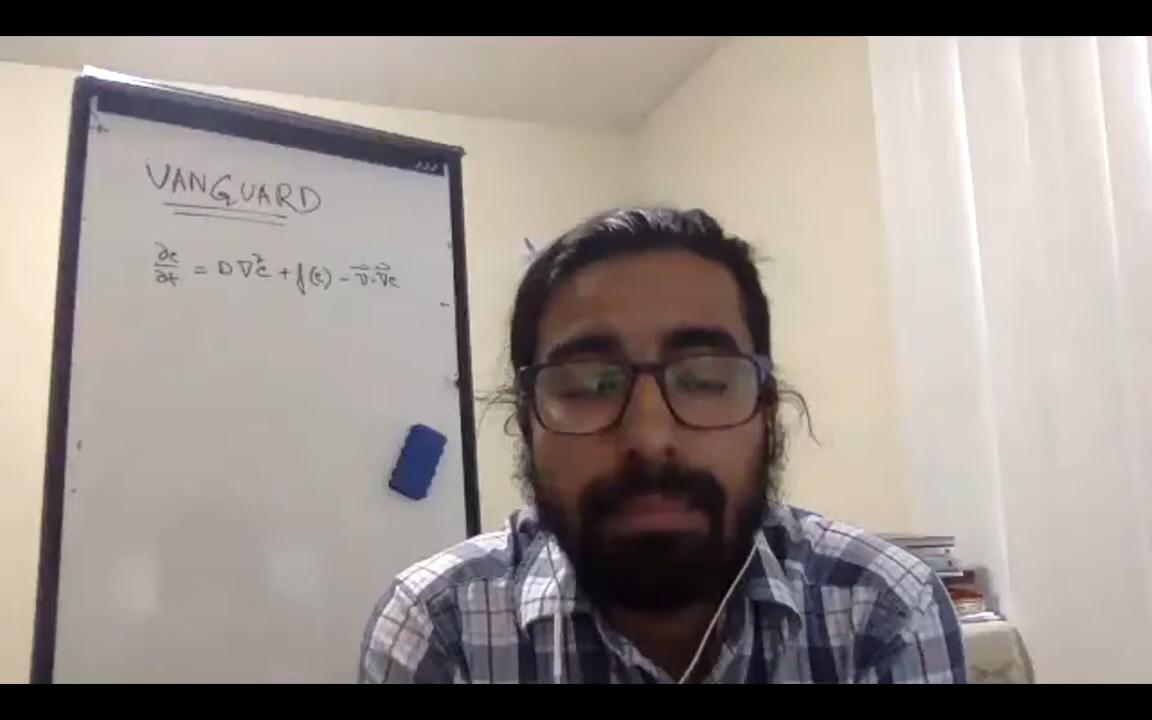 VANGUARD
∂c/∂t = D∇²c + f(c) - v⃗·∇⃗c